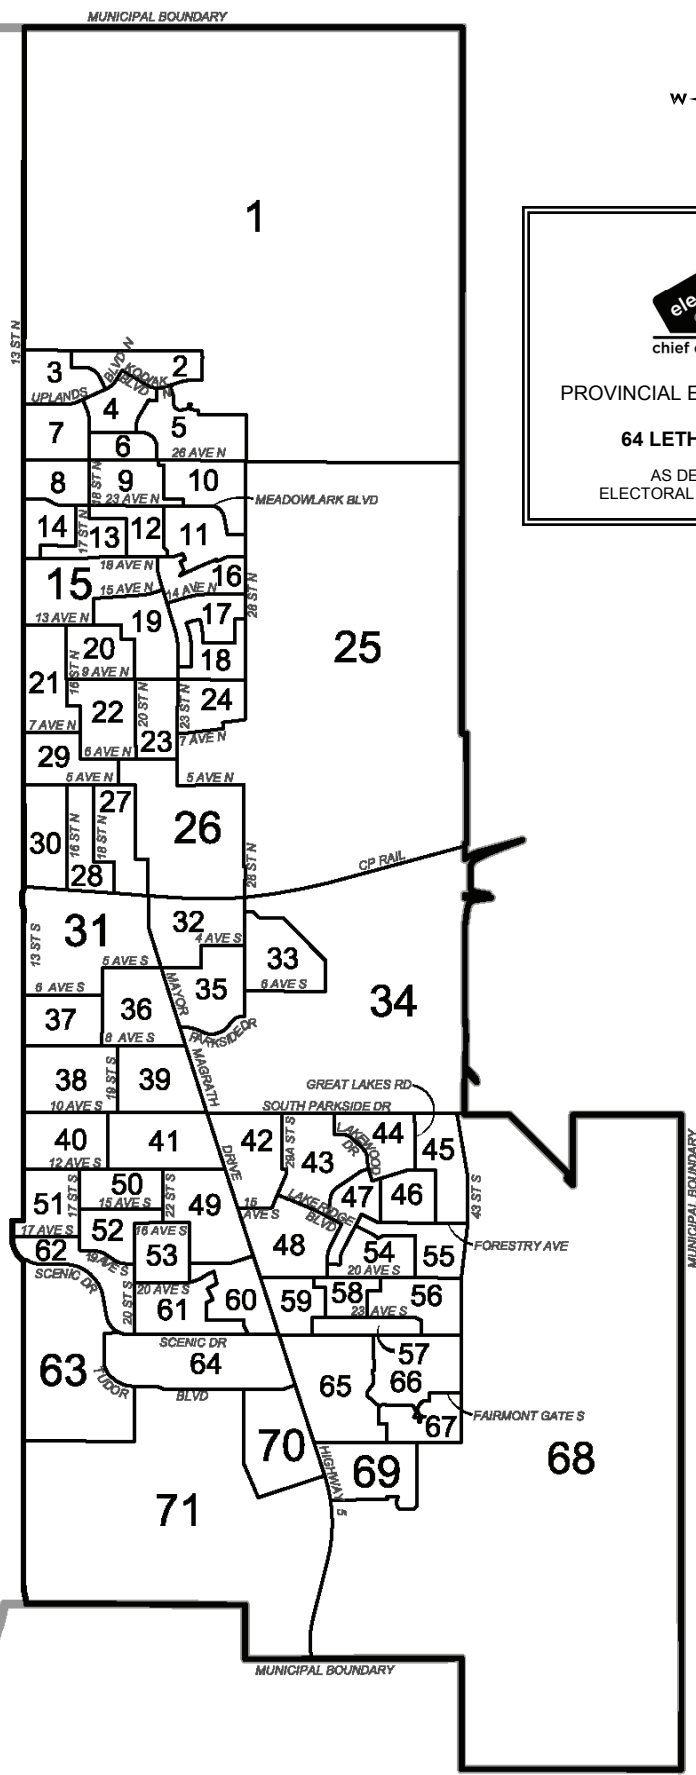 MUNICIPAL BOUNDARY
W
1
13 ST N
ele
chief
PROVINCIAL E
64 LETH
AS DE
ELECTORAL
3
BLVD N
KODIAK
BLVD
N
2
UPLANDS
4
5
7
6
26 AVE N
8
18 ST N
9
10
23 AVE N
MEADOWLARK BLVD
14
17 ST N
13
12
11
18 AVE N
15
15 AVE N
14 AVE N
16
28 ST N
13 AVE N
19
17
20
25
21
16 ST N
9 AVE N
18
22
20 ST N
23 ST N
24
7 AVE N
23
7 AVE N
29
6 AVE N
5 AVE N
5 AVE N
27
26
30
16 ST N
18 ST N
28
28 ST N
CP RAIL
31
32
13 ST S
4 AVE S
33
5 AVE S
MAYOR
35
6 AVE S
6 AVE S
34
36
37
PARKSIDE DR
8 AVE S
MAGRATH
38
19 ST S
39
GREAT LAKES RD
10 AVE S
SOUTH PARKSIDE DR
40
41
DRIVE
42
29A ST S
43
LAKEWOOD
DR
44
45
12 AVE S
51
17 ST S
50
22 ST S
49
47
46
43 ST S
MUNICIPAL BOUNDARY
15 AVE S
15
AVE S
LAKERIDGE
BLVD
17 AVE S
52
16 AVE S
48
FORESTRY AVE
62
19 AVE S
53
54
55
SCENIC DR
20 AVE S
20 AVE S
20 ST S
61
60
59
58
56
23 AVE S
SCENIC DR
57
63
64
TUDOR
BLVD
65
66
67
FAIRMONT GATE S
70
HIGHWAY 5
69
68
71
MUNICIPAL BOUNDARY